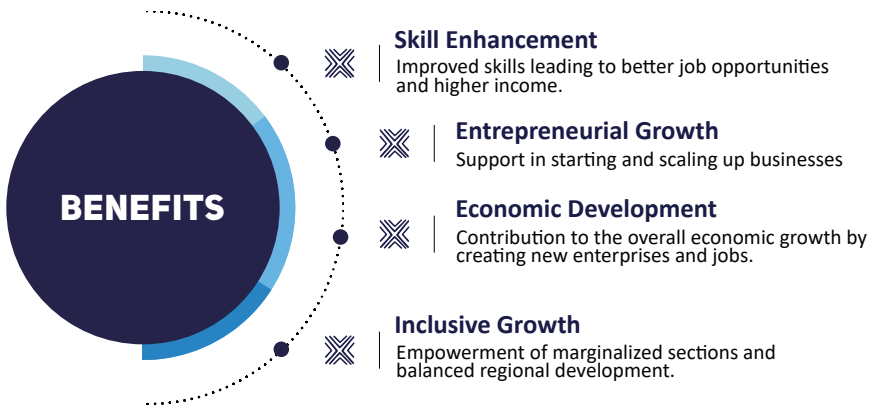 BENEFITS
Skill Enhancement
Improved skills leading to better job opportunities
and higher income.
Entrepreneurial Growth
Support in starting and scaling up businesses
Economic Development
Contribution to the overall economic growth by
creating new enterprises and jobs.
Inclusive Growth
Empowerment of marginalized sections and
balanced regional development.